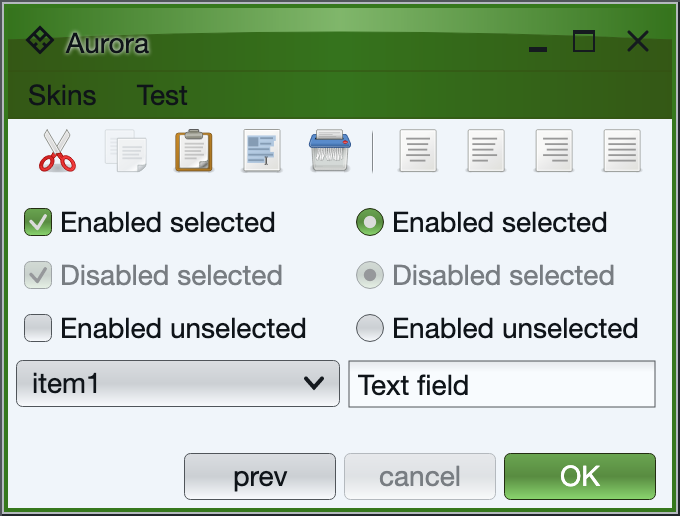 Aurora
Skins Test
Enabled selected Enabled selected
Disabled selected Disabled selected
Enabled unselected Enabled unselected
item1 Text field
prev cancel OK